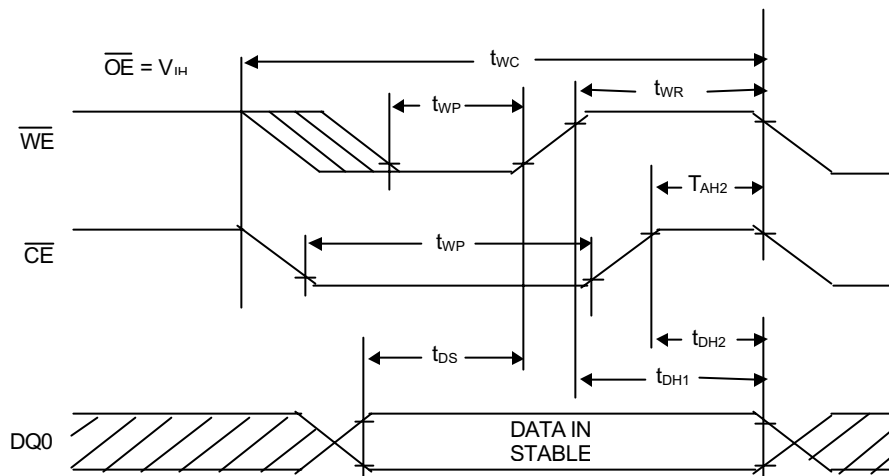 OE = VIH
tWC
tWP
tWR
WE
TAH2
CE
tWP
tDH2
tDS
tDH1
DQ0
DATA IN
STABLE